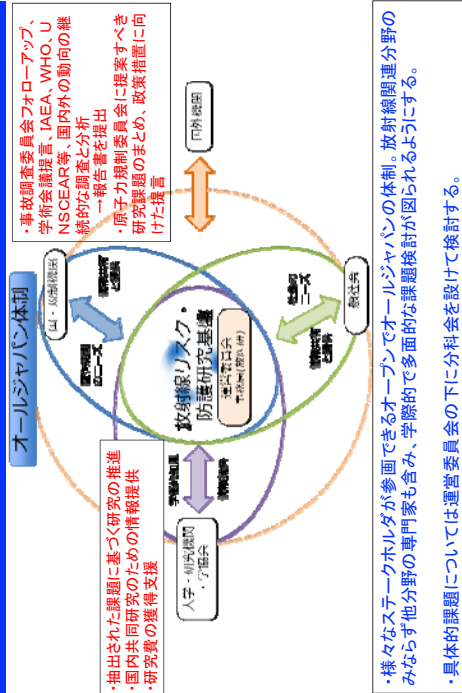 オールジャパン体制
・事故調査委員会フォローアップ、
学術会議提言、IAEA、WHO、U
NSCEAR等、国内外の動向の継
続的な調査と分析
→報告書を提出
・原子力規制委員会に提案すべき
研究課題のまとめ、政策措置に向
けた提言
国・規制機関
国外機関
放射線リスク・
防護研究基盤
運営委員会
・抽出された課題に基づく研究の推進
・国内共同研究のための情報提供
・研究費の獲得支援
大学・研究機関
・学協会
・様々なステークホルダが参画できるオープンでオールジャパンの体制。放射線関連分野の
みならず他分野の専門家も含み、学際的で多面的な課題検討が図られるようにする。
・具体的課題については運営委員会の下に分科会を設けて検討する。